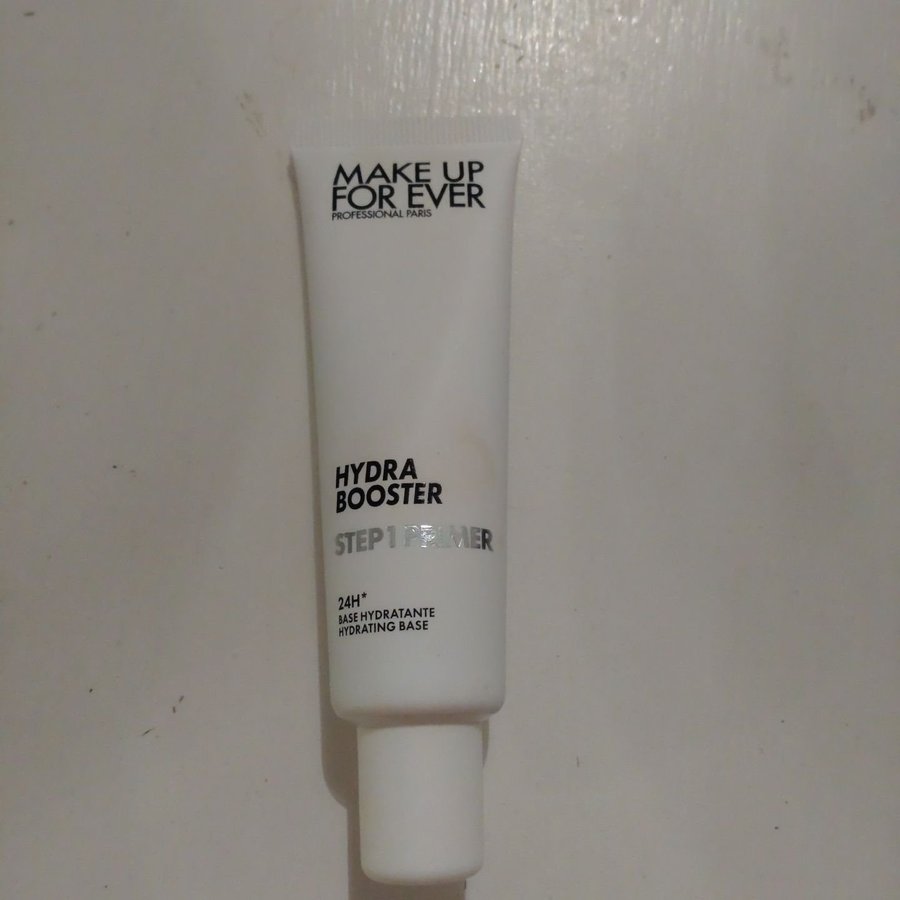 MAKE UP
FOR EVER
PROFESSIONAL PARIS
HYDRA
BOOSTER
STEP 1 PRIMER
24H*
BASE HYDRATANTE
HYDRATING BASE